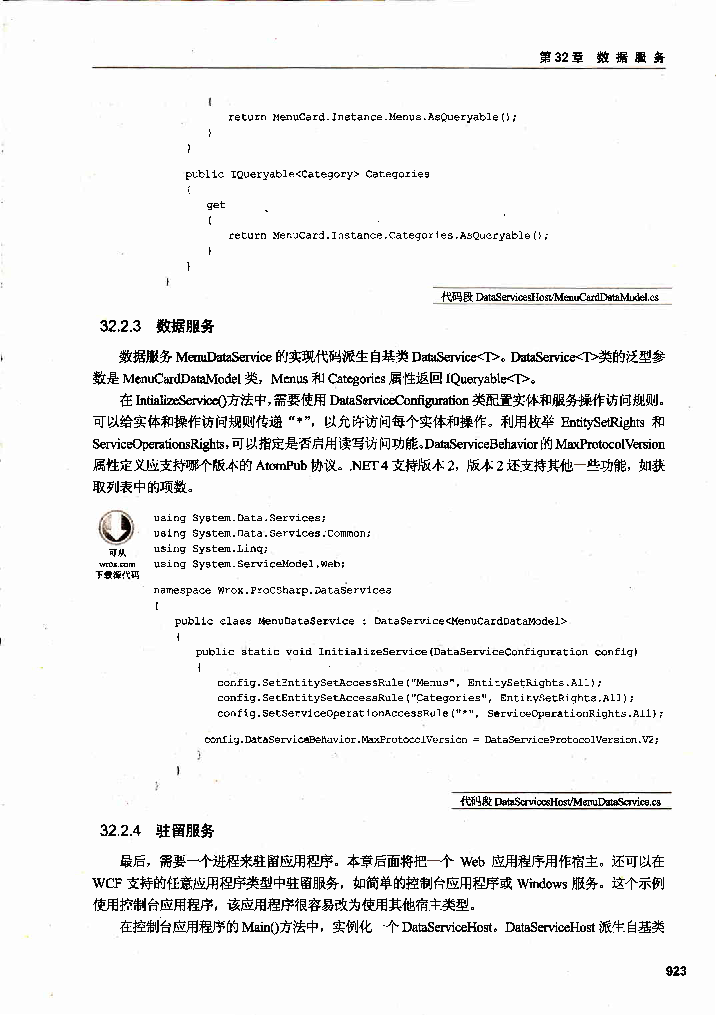 第32章 数 据 服 务
{
return MenuCard.Instance.Menus.AsQueryable();
}
}
public IQueryable<Category> Categories
{
get
{
return MenuCard.Instance.Categories.AsQueryable();
}
}
}
代码段 DataServicesHost/MenuCardDataModel.cs
32.2.3 数据服务
数据服务 MenuDataService 的实现代码派生自基类 DataService<T>。DataService<T>类的泛型参
数是 MenuCardDataModel 类，Menus 和 Categories 属性返回 IQueryable<T>。
在 IntializeService()方法中，需要使用 DataServiceConfiguration 类配置实体和服务操作访问规则。
可以给实体和操作访问规则传递“*”，以允许访问每个实体和操作。利用枚举 EntitySetRights 和
ServiceOperationsRights，可以指定是否启用读写访问功能。DataServiceBehavior 的 MaxProtocolVersion
属性定义应支持哪个版本的 AtomPub 协议。.NET 4 支持版本 2，版本 2 还支持其他一些功能，如获
取列表中的项数。
可从
wrox.com
下载源代码
using System.Data.Services;
using System.Data.Services.Common;
using System.Linq;
using System.ServiceModel.Web;
namespace Wrox.ProCSharp.DataServices
{
public class MenuDataService : DataService<MenuCardDataModel>
{
public static void InitializeService(DataServiceConfiguration config)
{
config.SetEntitySetAccessRule("Menus", EntitySetRights.All);
config.SetEntitySetAccessRule("Categories", EntitySetRights.All);
config.SetServiceOperationAccessRule("*", ServiceOperationRights.All);
config.DataServiceBehavior.MaxProtocolVersion = DataServiceProtocolVersion.V2;
}
}
}
代码段 DataServicesHost/MenuDataService.cs
32.2.4 驻留服务
最后，需要一个进程来驻留应用程序。本章后面将把一个 Web 应用程序用作宿主。还可以在
WCF 支持的任意应用程序类型中驻留服务，如简单的控制台应用程序或 Windows 服务。这个示例
使用控制台应用程序，该应用程序很容易改为使用其他宿主类型。
在控制台应用程序的 Main()方法中，实例化一个 DataServiceHost。DataServiceHost 派生自基类
923